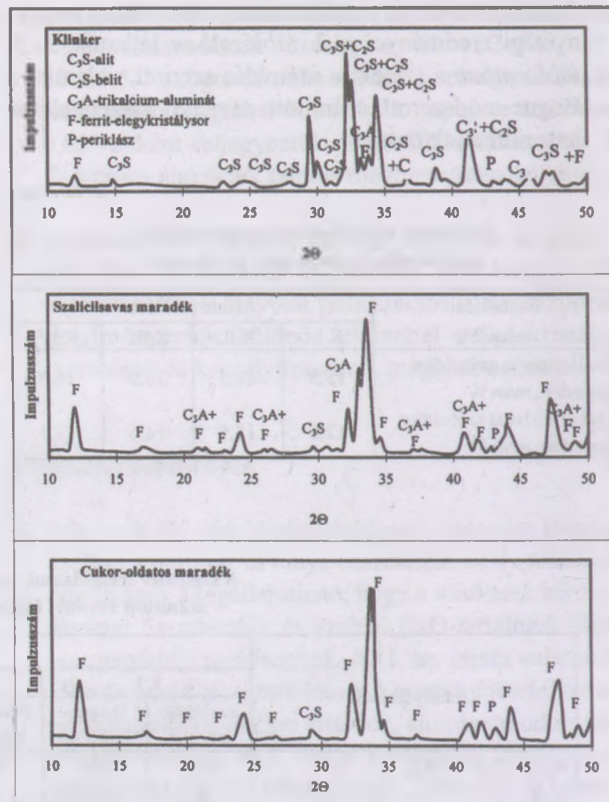 Klinker
C₃S-alit
C₂S-belit
C₃A-trikalcium-aluminát
F-ferrit-elegykristálysor
P-periklász
Impulzusszám
C₃S+C₂S
C₃S+C₂S
C₃S+C₂S
C₃S
C₃A
C₃S+C₂S
F
C₃S
C₃S
C₃S
C₂S
C₃S
C₂S
C₃S
+C
C₃S
F
P
C₂S
C₃S
+F
10 15 20 25 30 35 40 45 50
2Θ
Szalicilsavas maradék
Impulzusszám
F
C₃A
F
F
C₃A+
F
F
F
C₃A+
F
C₃S
F
C₃A+
F
C₃A+
F
F
P
F
F
C₃A+
F
F
10 15 20 25 30 35 40 45 50
2Θ
Cukor-oldatos maradék
Impulzusszám
F
F
F
F
F
F
F
F
C₃S
F
F
F
F
F
P
F
F
F
10 15 20 25 30 35 40 45 50
2Θ